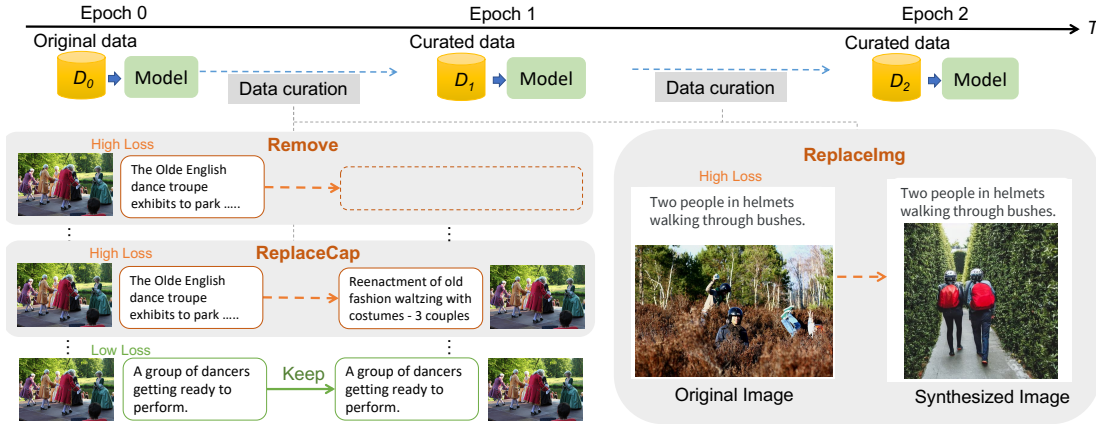 Epoch 0
Epoch 1
Epoch 2
T
Original data
Curated data
Curated data
D0
Model
D1
Model
D2
Model
Data curation
Data curation
High Loss
Remove
The Olde English
dance troupe
exhibits to park .....
High Loss
ReplaceCap
The Olde English
dance troupe
exhibits to park .....
Reenactment of old
fashion waltzing with
costumes - 3 couples
Low Loss
A group of dancers
getting ready to
perform.
Keep
A group of dancers
getting ready to
perform.
ReplaceImg
High Loss
Two people in helmets
walking through bushes.
Two people in helmets
walking through bushes.
Original Image
Synthesized Image